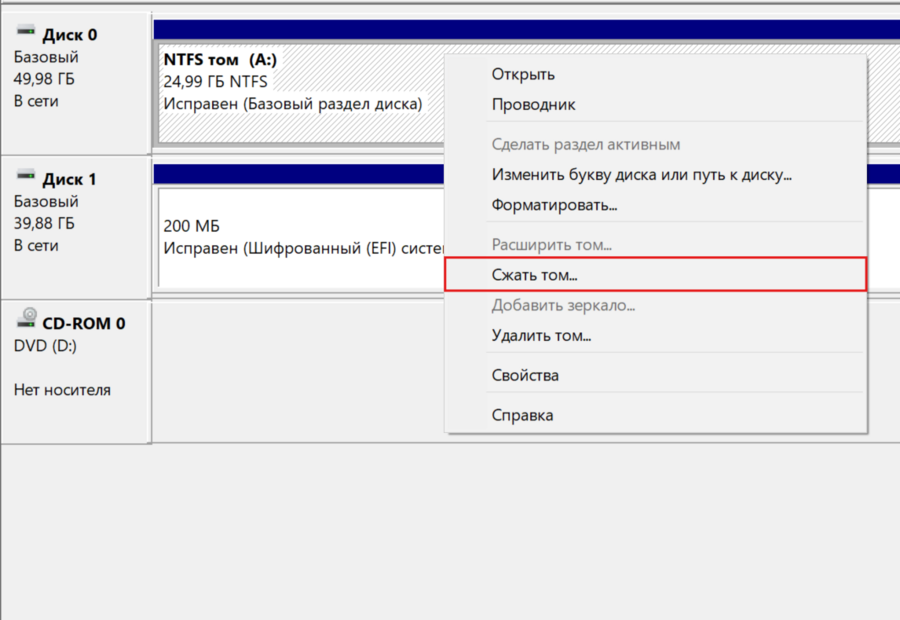 Диск 0
Базовый
49,98 ГБ
В сети
NTFS том (A:)
24,99 ГБ NTFS
Исправен (Базовый раздел диска)
Диск 1
Базовый
39,88 ГБ
В сети
200 МБ
Исправен (Шифрованный (EFI) систе
CD-ROM 0
DVD (D:)
Нет носителя
Открыть
Проводник
Сделать раздел активным
Изменить букву диска или путь к диску...
Форматировать...
Расширить том...
Сжать том...
Добавить зеркало...
Удалить том...
Свойства
Справка